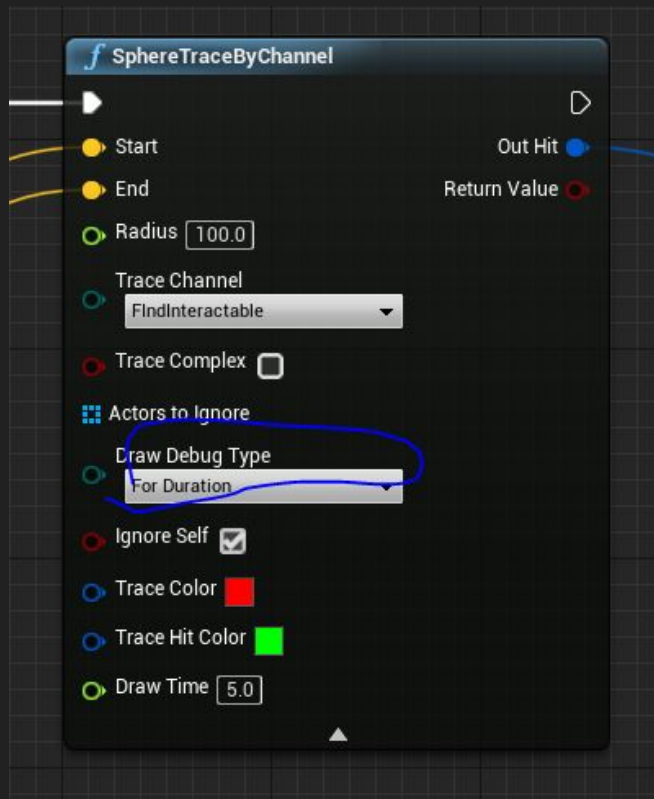 f SphereTraceByChannel
Start
Out Hit
End
Return Value
Radius 100.0
Trace Channel
FIndInteractable
Trace Complex
Actors to Ignore
Draw Debug Type
For Duration
Ignore Self
Trace Color
Trace Hit Color
Draw Time 5.0